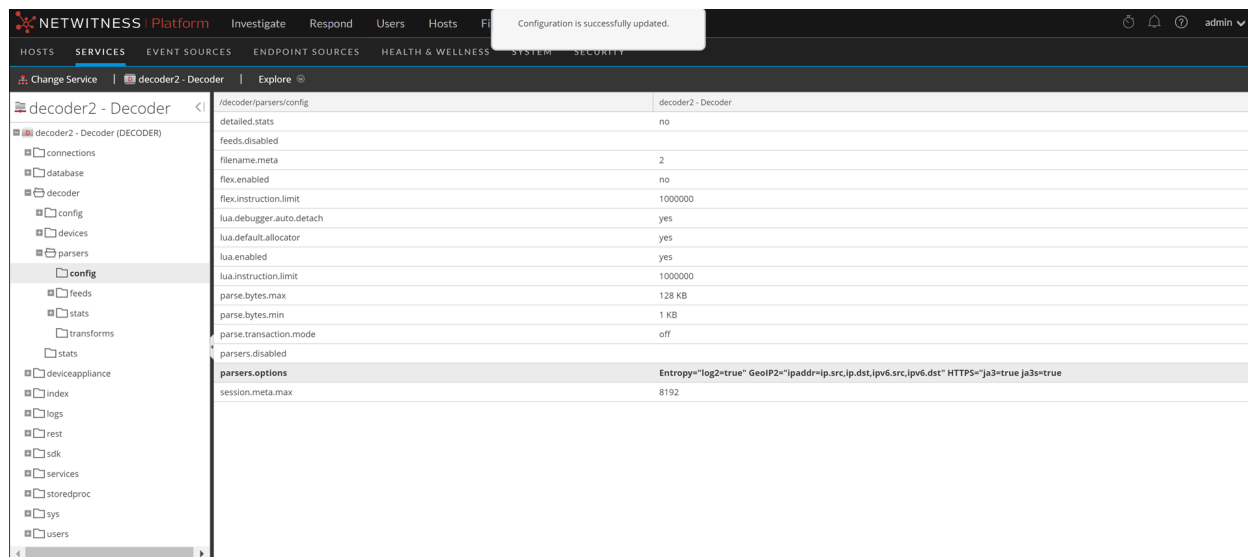 NETWITNESS | Platform Investigate Respond Users Hosts Fi Configuration is successfully updated. admin
HOSTS SERVICES EVENT SOURCES ENDPOINT SOURCES HEALTH & WELLNESS SYSTEM SECURITY
Change Service | decoder2 - Decoder | Explore
decoder2 - Decoder
decoder2 - Decoder (DECODER)
connections
database
decoder
config
devices
parsers
config
feeds
stats
transforms
stats
deviceappliance
index
logs
rest
sdk
services
storedproc
sys
users
/decoder/parsers/config decoder2 - Decoder
detailed.stats no
feeds.disabled
filename.meta 2
flex.enabled no
flex.instruction.limit 1000000
lua.debugger.auto.detach yes
lua.default.allocator yes
lua.enabled yes
lua.instruction.limit 1000000
parse.bytes.max 128 KB
parse.bytes.min 1 KB
parse.transaction.mode off
parsers.disabled
parsers.options Entropy="log2=true" GeoIP2="ipaddr=ip.src,ip.dst,ipv6.src,ipv6.dst" HTTPS="ja3=true ja3s=true
session.meta.max 8192